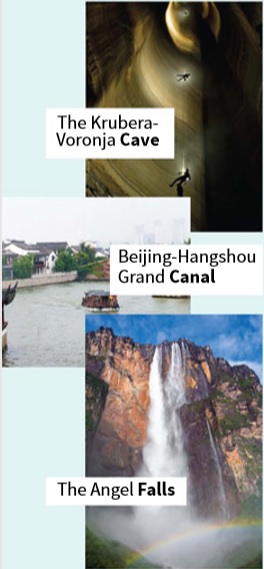 The Krubera-
Voronja Cave
Beijing-Hangshou
Grand Canal
The Angel Falls